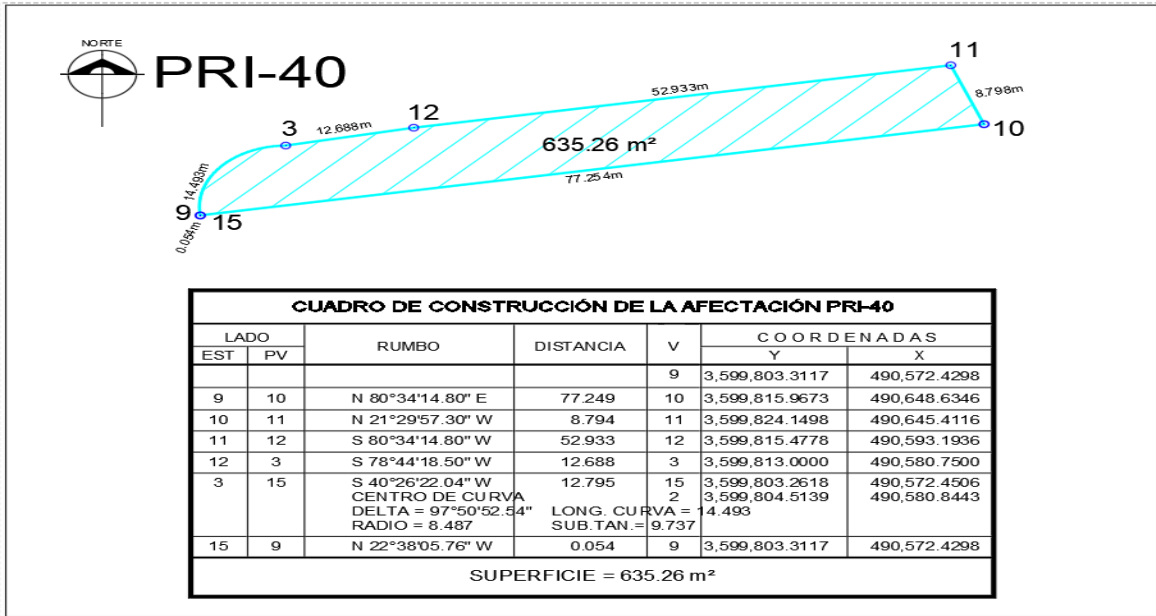 NORTE
PRI-40
11
52.933m
8.798m
12
10
3
12.688m
635.26 m²
77.254m
14.493m
9
15
0.054m
CUADRO DE CONSTRUCCIÓN DE LA AFECTACIÓN PRI-40
LADO RUMBO DISTANCIA V COORDENADAS
EST PV Y X
9 3,599,803.3117 490,572.4298
9 10 N 80°34'14.80" E 77.249 10 3,599,815.9673 490,648.6346
10 11 N 21°29'57.30" W 8.794 11 3,599,824.1498 490,645.4116
11 12 S 80°34'14.80" W 52.933 12 3,599,815.4778 490,593.1936
12 3 S 78°44'18.50" W 12.688 3 3,599,813.0000 490,580.7500
3 15 S 40°26'22.04" W 12.795 15 3,599,803.2618 490,572.4506
CENTRO DE CURVA 2 3,599,804.5139 490,580.8443
DELTA = 97°50'52.54" LONG. CURVA = 14.493
RADIO = 8.487 SUB.TAN.= 9.737
15 9 N 22°38'05.76" W 0.054 9 3,599,803.3117 490,572.4298
SUPERFICIE = 635.26 m²